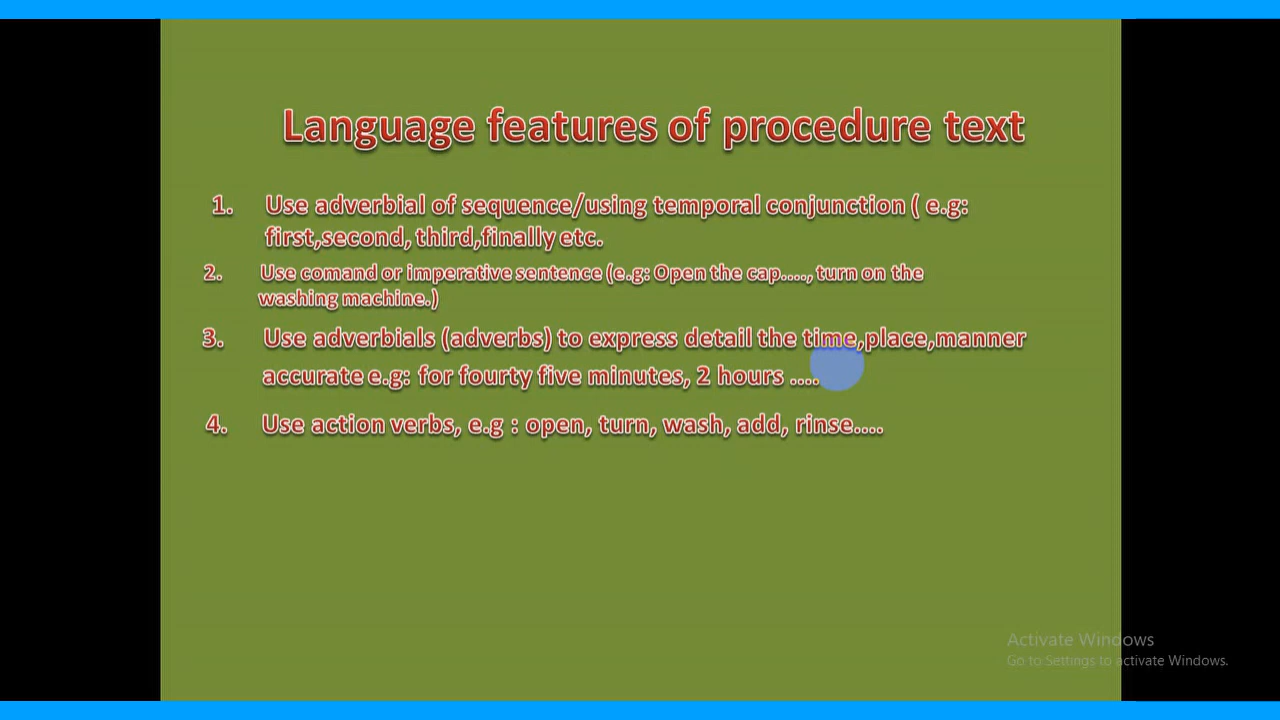 Language features of procedure text
1. Use adverbial of sequence/using temporal conjunction ( e.g:
first,second, third,finally etc.
2. Use comand or imperative sentence (e.g: Open the cap...., turn on the
washing machine.)
3. Use adverbials (adverbs) to express detail the time,place,manner
accurate e.g: for fourty five minutes, 2 hours ....
4. Use action verbs, e.g : open, turn, wash, add, rinse....
Activate Windows
Go to Settings to activate Windows.